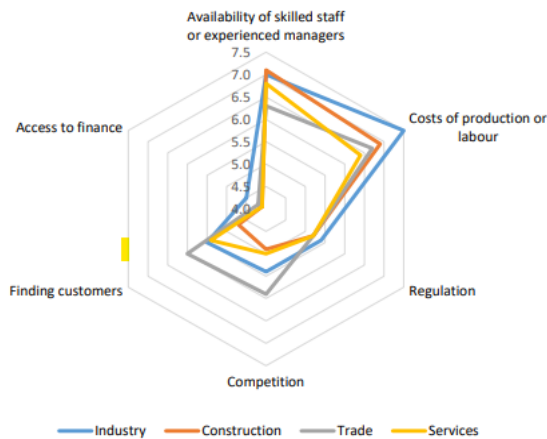 Availability of skilled staff
or experienced managers
7.5
7.0
6.5
6.0
5.5
5.0
4.5
4.0
Costs of production or
labour
Access to finance
Finding customers
Regulation
Competition
Industry Construction Trade Services